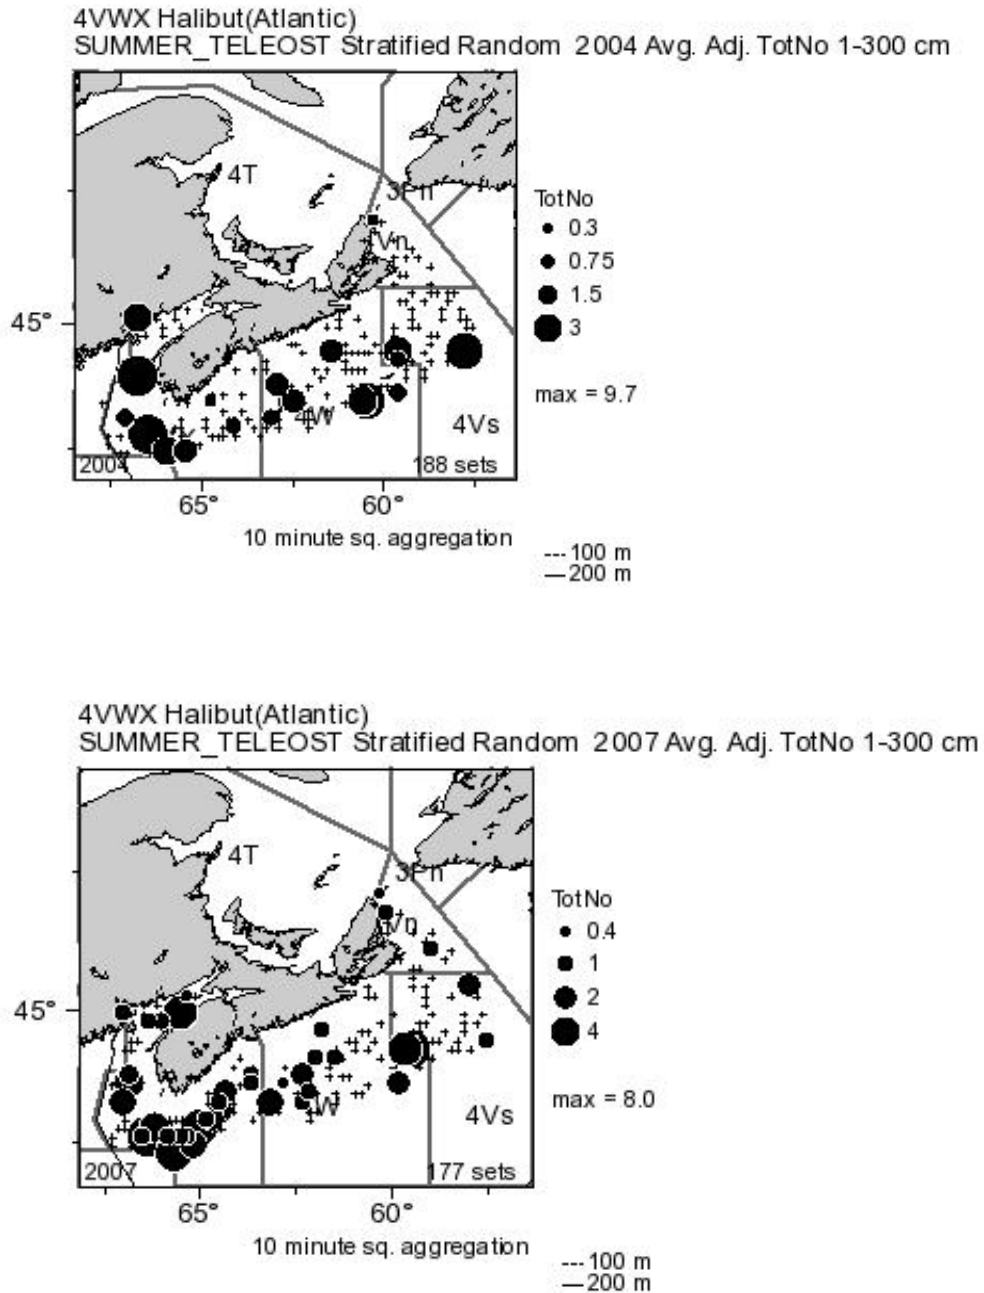 4VWX Halibut(Atlantic)
SUMMER_TELEOST Stratified Random 2004 Avg. Adj. TotNo 1-300 cm
4T
3Pn
Vn
TotNo
0.3
0.75
1.5
3
45°
max = 9.7
4W
4Vs
2004
188 sets
65°
60°
10 minute sq. aggregation
--- 100 m
— 200 m
4VWX Halibut(Atlantic)
SUMMER_TELEOST Stratified Random 2007 Avg. Adj. TotNo 1-300 cm
4T
3Pn
Vn
TotNo
0.4
1
2
4
45°
max = 8.0
W
4Vs
2007
177 sets
65°
60°
10 minute sq. aggregation
--- 100 m
— 200 m